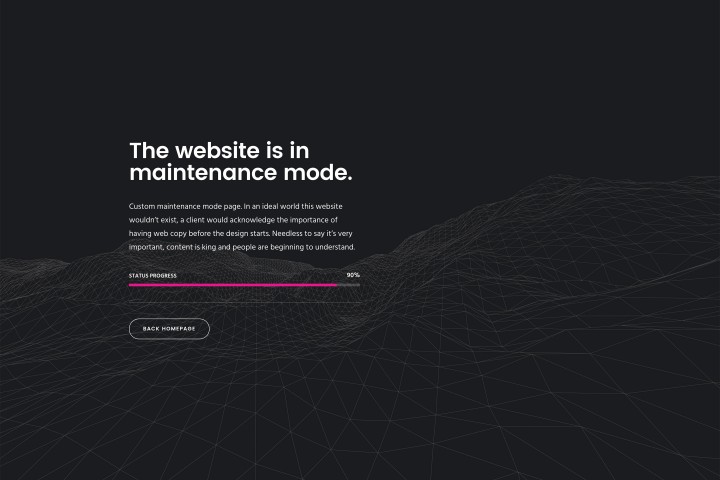 The website is in
maintenance mode.
Custom maintenance mode page. In an ideal world this website
wouldn't exist, a client would acknowledge the importance of
having web copy before the design starts. Needless to say it's very
important, content is king and people are beginning to understand.
STATUS PROGRESS 90%
BACK HOMEPAGE